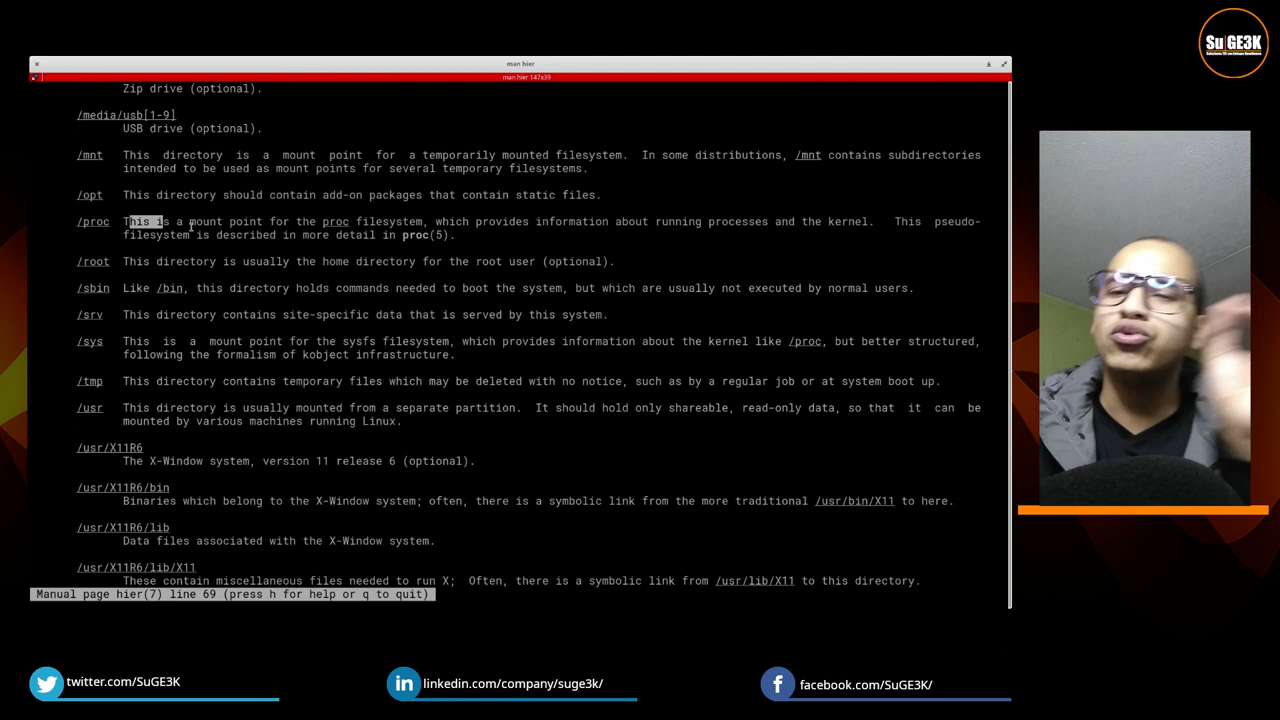 man hier
man hier 147x39
Zip drive (optional).
/media/usb[1-9]
USB drive (optional).
/mnt This directory is a mount point for a temporarily mounted filesystem. In some distributions, /mnt contains subdirectories
intended to be used as mount points for several temporary filesystems.
/opt This directory should contain add-on packages that contain static files.
/proc This is a mount point for the proc filesystem, which provides information about running processes and the kernel. This pseudo-
filesystem is described in more detail in proc(5).
/root This directory is usually the home directory for the root user (optional).
/sbin Like /bin, this directory holds commands needed to boot the system, but which are usually not executed by normal users.
/srv This directory contains site-specific data that is served by this system.
/sys This is a mount point for the sysfs filesystem, which provides information about the kernel like /proc, but better structured,
following the formalism of kobject infrastructure.
/tmp This directory contains temporary files which may be deleted with no notice, such as by a regular job or at system boot up.
/usr This directory is usually mounted from a separate partition. It should hold only shareable, read-only data, so that it can be
mounted by various machines running Linux.
/usr/X11R6
The X-Window system, version 11 release 6 (optional).
/usr/X11R6/bin
Binaries which belong to the X-Window system; often, there is a symbolic link from the more traditional /usr/bin/X11 to here.
/usr/X11R6/lib
Data files associated with the X-Window system.
/usr/X11R6/lib/X11
These contain miscellaneous files needed to run X; Often, there is a symbolic link from /usr/lib/X11 to this directory.
Manual page hier(7) line 69 (press h for help or q to quit)
SuGE3K
twitter.com/SuGE3K
linkedin.com/company/suge3k/
facebook.com/SuGE3K/